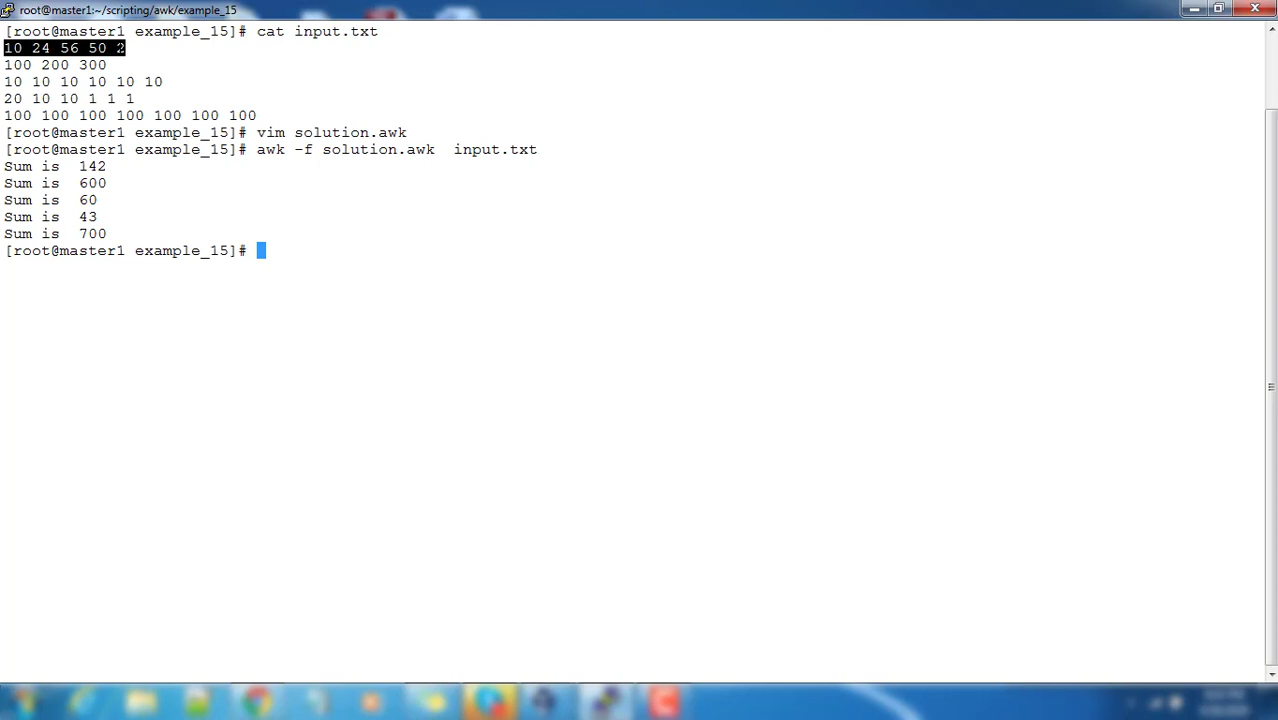 root@master1:~/scripting/awk/example_15
[root@master1 example_15]# cat input.txt
10 24 56 50 2
100 200 300
10 10 10 10 10 10
20 10 10 1 1 1
100 100 100 100 100 100 100
[root@master1 example_15]# vim solution.awk
[root@master1 example_15]# awk -f solution.awk  input.txt
Sum is  142
Sum is  600
Sum is  60
Sum is  43
Sum is  700
[root@master1 example_15]#